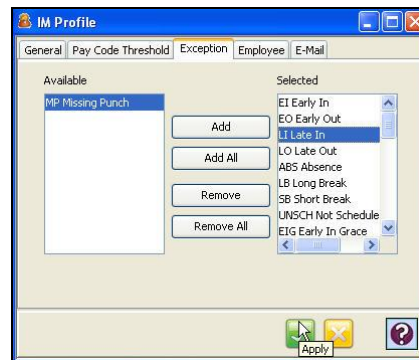 IM Profile
General Pay Code Threshold Exception Employee E-Mail
Available
Selected
MP Missing Punch
Add
Add All
Remove
Remove All
EI Early In
EO Early Out
LI Late In
LO Late Out
ABS Absence
LB Long Break
SB Short Break
UNSCH Not Schedule
EIG Early In Grace
Apply
?